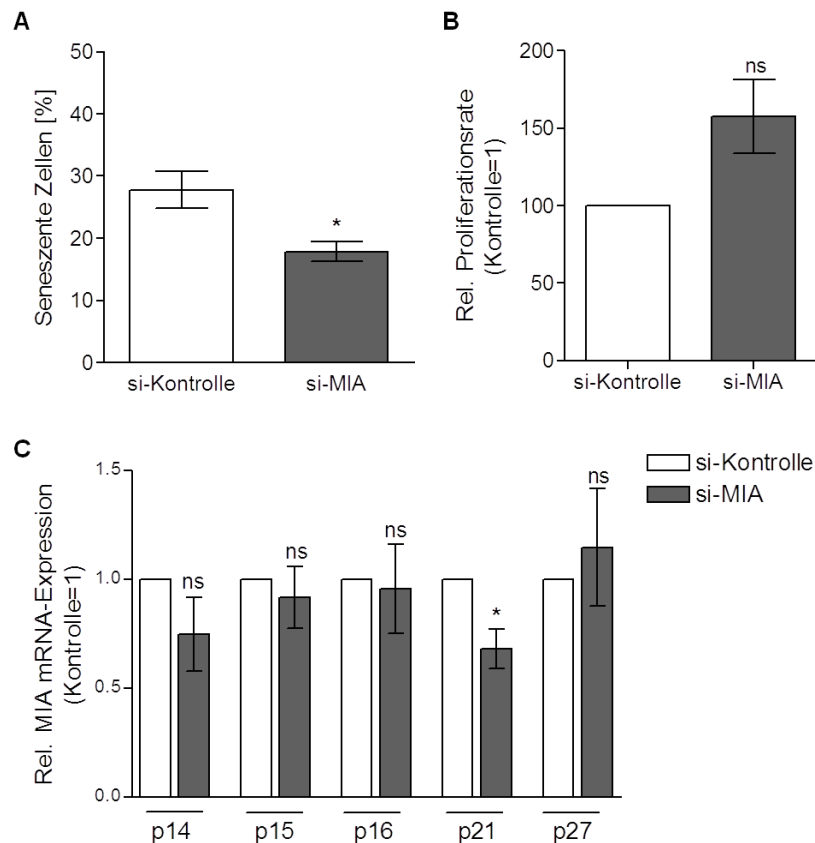 A
Seneszente Zellen [%]
50
40
30
20
10
0
*
si-Kontrolle
si-MIA
B
Rel. Proliferationsrate
(Kontrolle=1)
200
150
100
50
0
ns
si-Kontrolle
si-MIA
C
Rel. MIA mRNA-Expression
(Kontrolle=1)
1.5
1.0
0.5
0.0
ns
ns
ns
*
ns
p14
p15
p16
p21
p27
si-Kontrolle
si-MIA